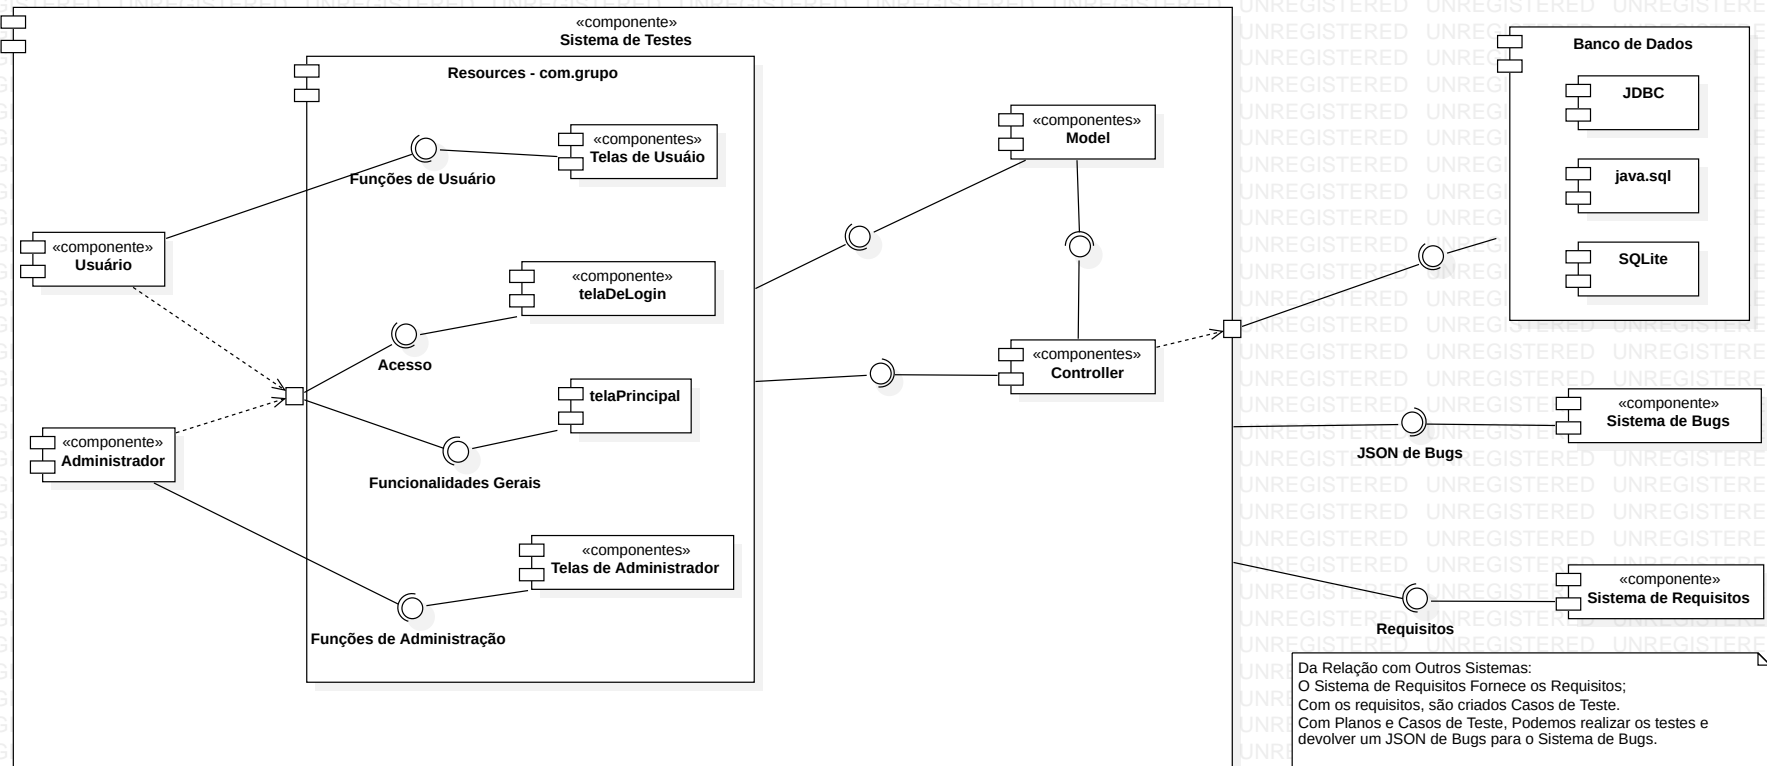 «componente»
Sistema de Testes
Resources - com.grupo
«componentes»
Telas de Usuáio
Funções de Usuário
«componente»
Usuário
«componente»
telaDeLogin
Acesso
telaPrincipal
«componente»
Administrador
Funcionalidades Gerais
«componentes»
Telas de Administrador
Funções de Administração
«componentes»
Model
«componentes»
Controller
Banco de Dados
JDBC
java.sql
SQLite
«componente»
Sistema de Bugs
JSON de Bugs
«componente»
Sistema de Requisitos
Requisitos
Da Relação com Outros Sistemas:
O Sistema de Requisitos Fornece os Requisitos;
Com os requisitos, são criados Casos de Teste.
Com Planos e Casos de Teste, Podemos realizar os testes e
devolver um JSON de Bugs para o Sistema de Bugs.
UNREGISTERED UNREGISTERED